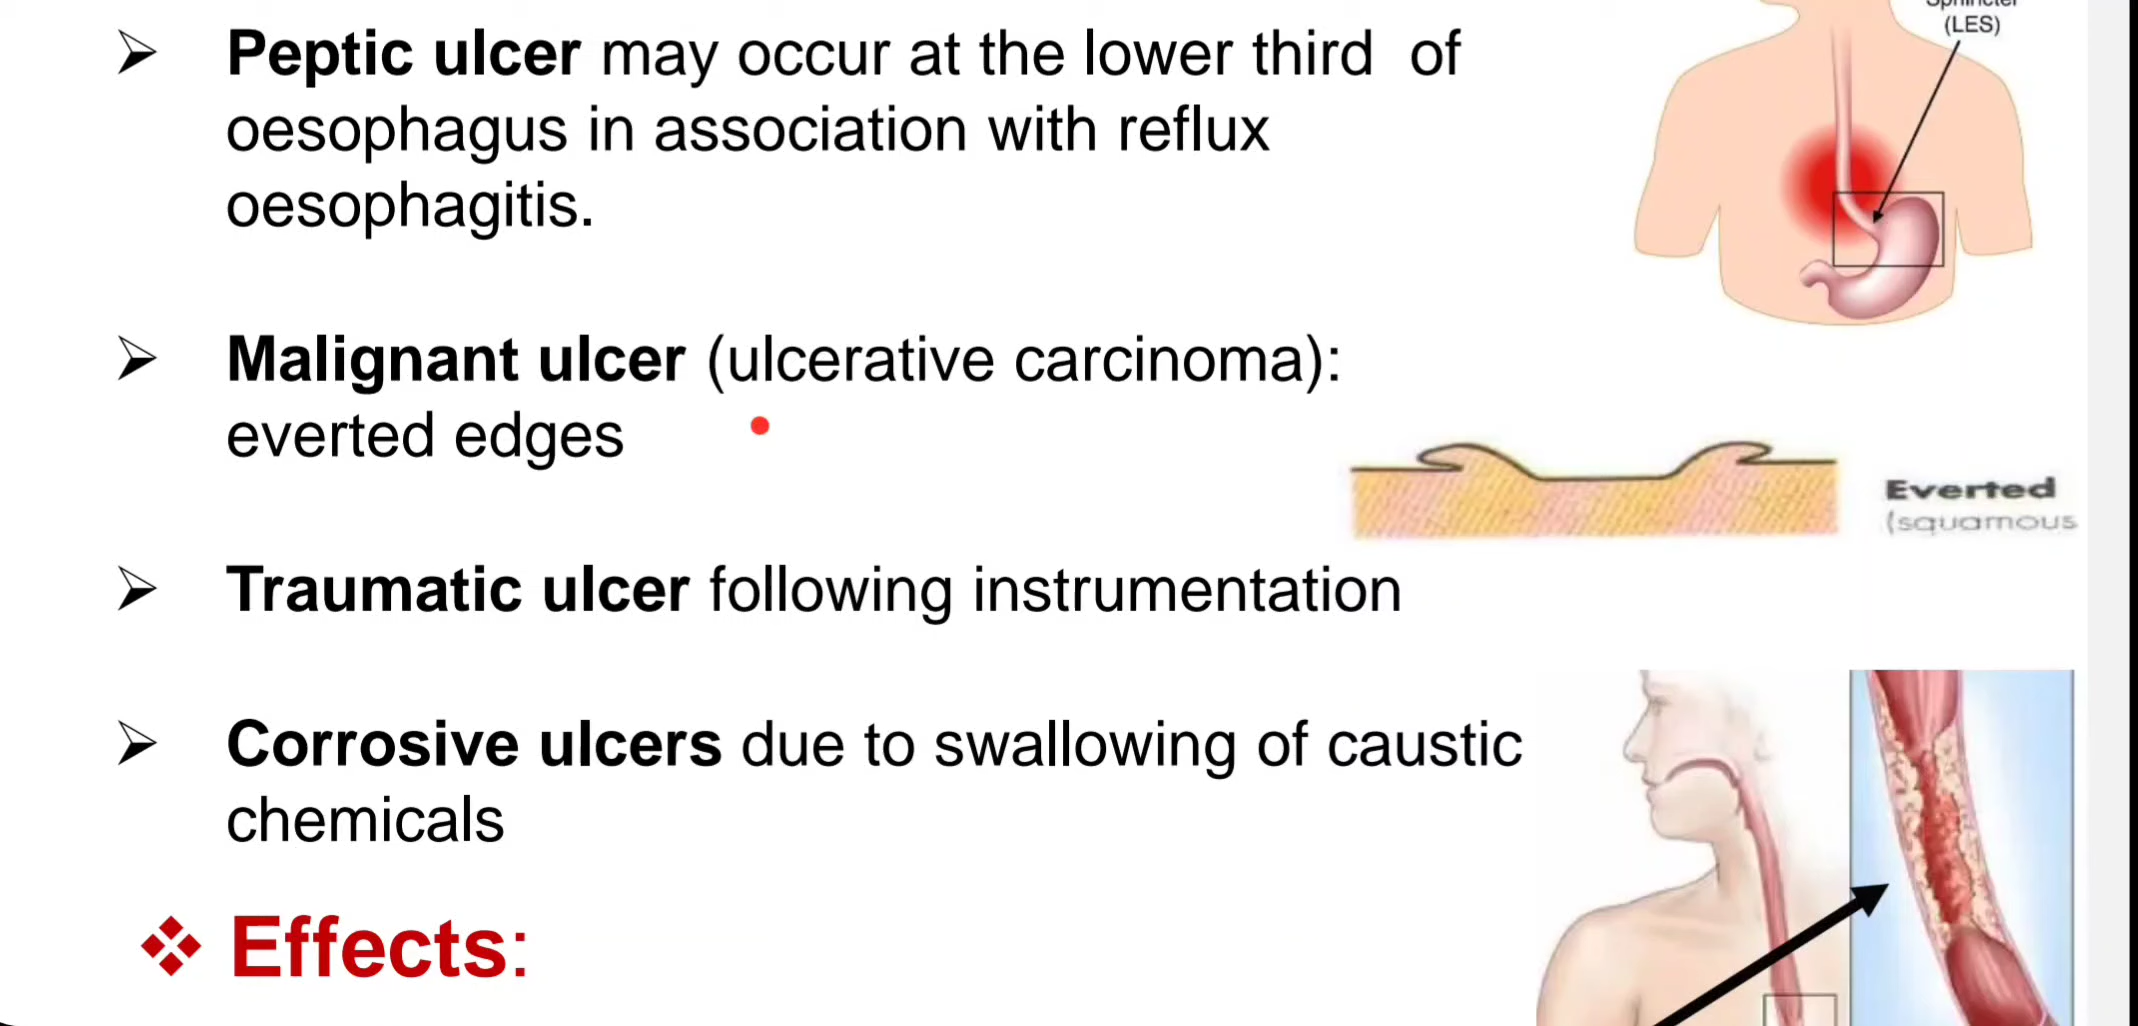 (LES)
➢ Peptic ulcer may occur at the lower third of
oesophagus in association with reflux
oesophagitis.
➢ Malignant ulcer (ulcerative carcinoma):
everted edges
Everted
(squamous
➢ Traumatic ulcer following instrumentation
➢ Corrosive ulcers due to swallowing of caustic
chemicals
❖ Effects: